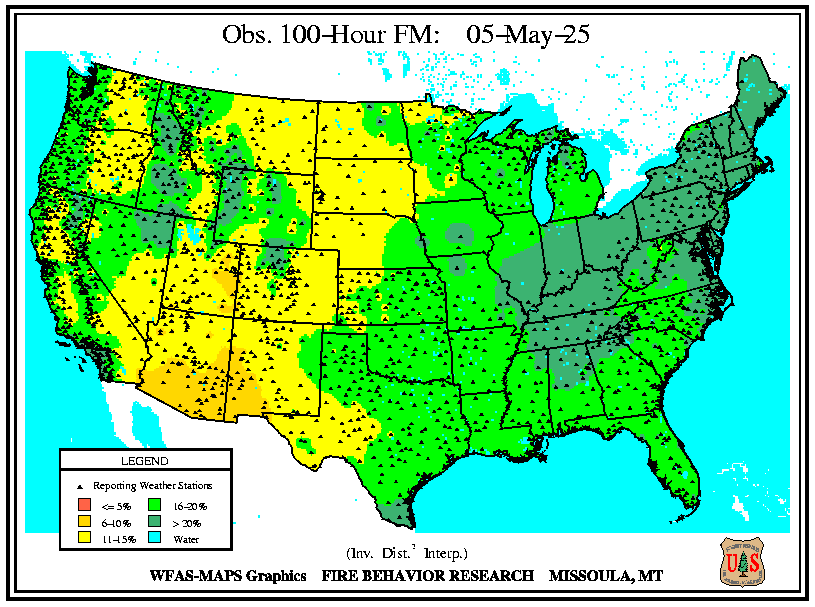 Obs. 100-Hour FM: 05-May-25
LEGEND
Reporting Weather Stations
<= 5%
16-20%
6-10%
> 20%
11-15%
Water
(Inv. Dist.² Interp.)
WFAS-MAPS Graphics FIRE BEHAVIOR RESEARCH MISSOULA, MT
U S